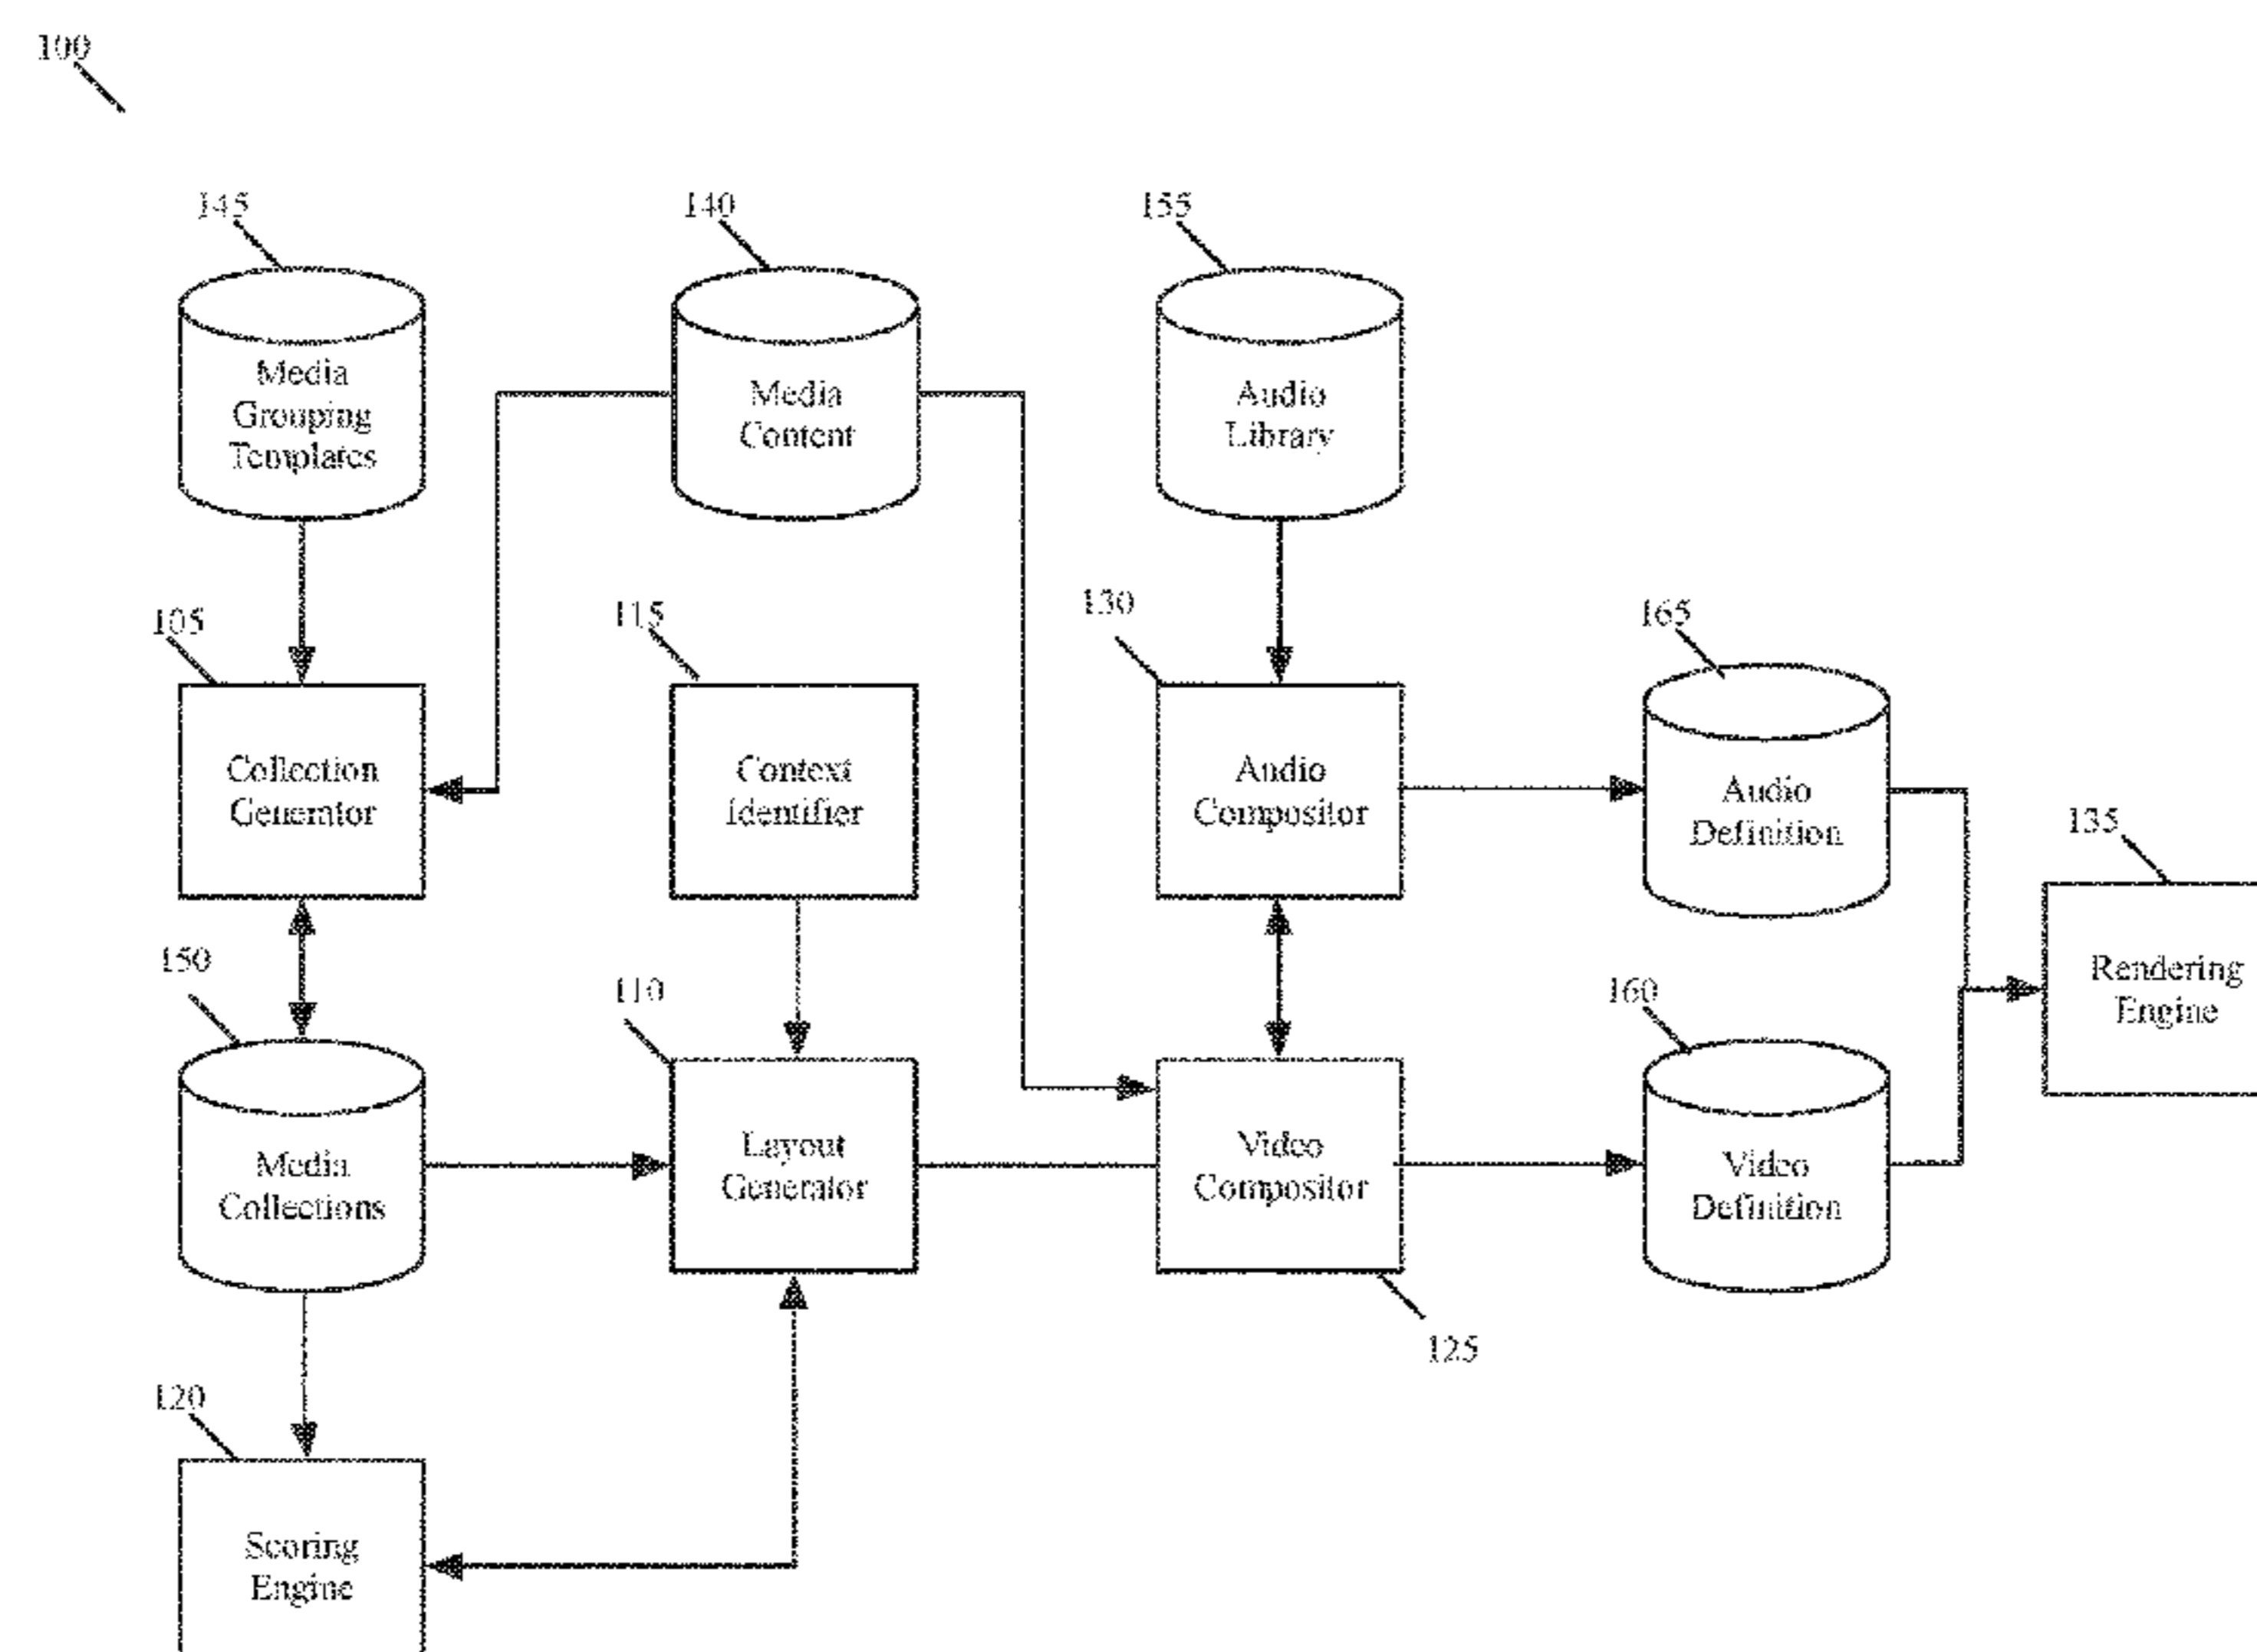 100
145
140
155
Media
Grouping
Templates
Media
Content
Audio
Library
105
115
130
165
Collection
Generator
Context
Identifier
Audio
Compositor
Audio
Definition
135
Rendering
Engine
150
110
160
Media
Collections
Layout
Generator
Video
Compositor
Video
Definition
125
120
Scoring
Engine